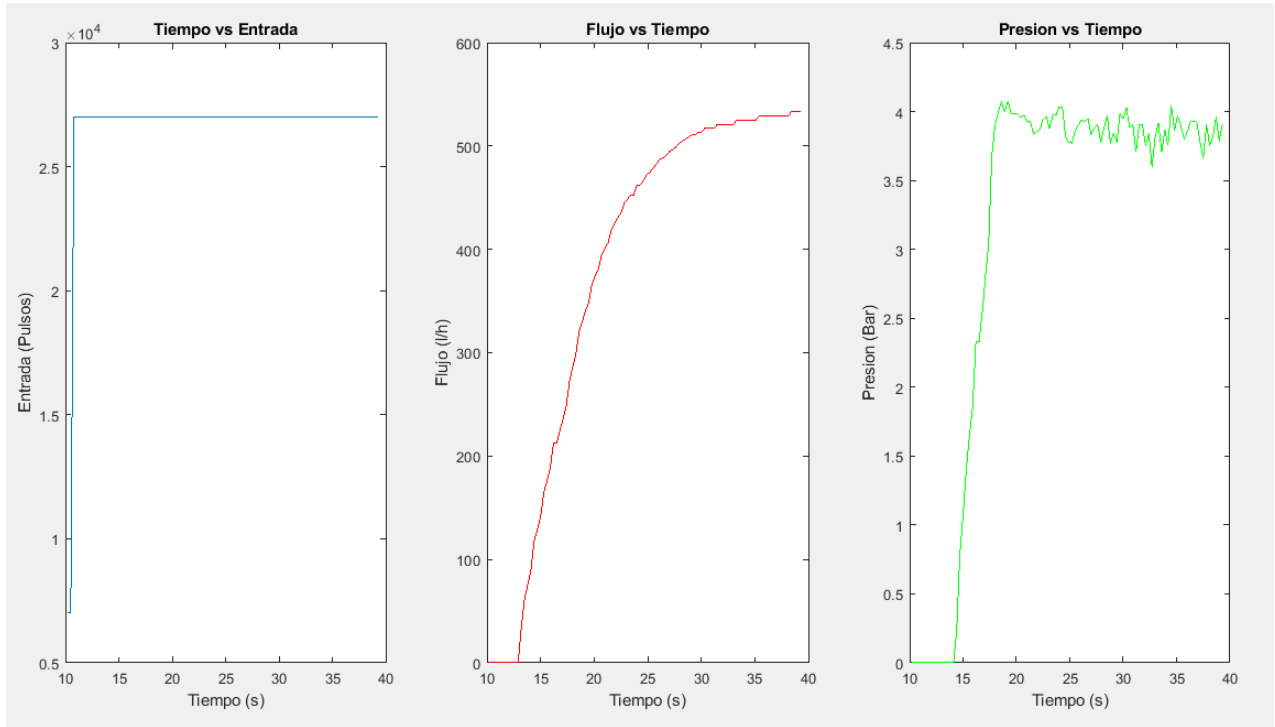 Tiempo vs Entrada
×10⁴
3
2.5
2
1.5
1
0.5
10 15 20 25 30 35 40
Entrada (Pulsos)
Tiempo (s)
Flujo vs Tiempo
600
500
400
300
200
100
0
10 15 20 25 30 35 40
Flujo (l/h)
Tiempo (s)
Presion vs Tiempo
4.5
4
3.5
3
2.5
2
1.5
1
0.5
0
10 15 20 25 30 35 40
Presion (Bar)
Tiempo (s)